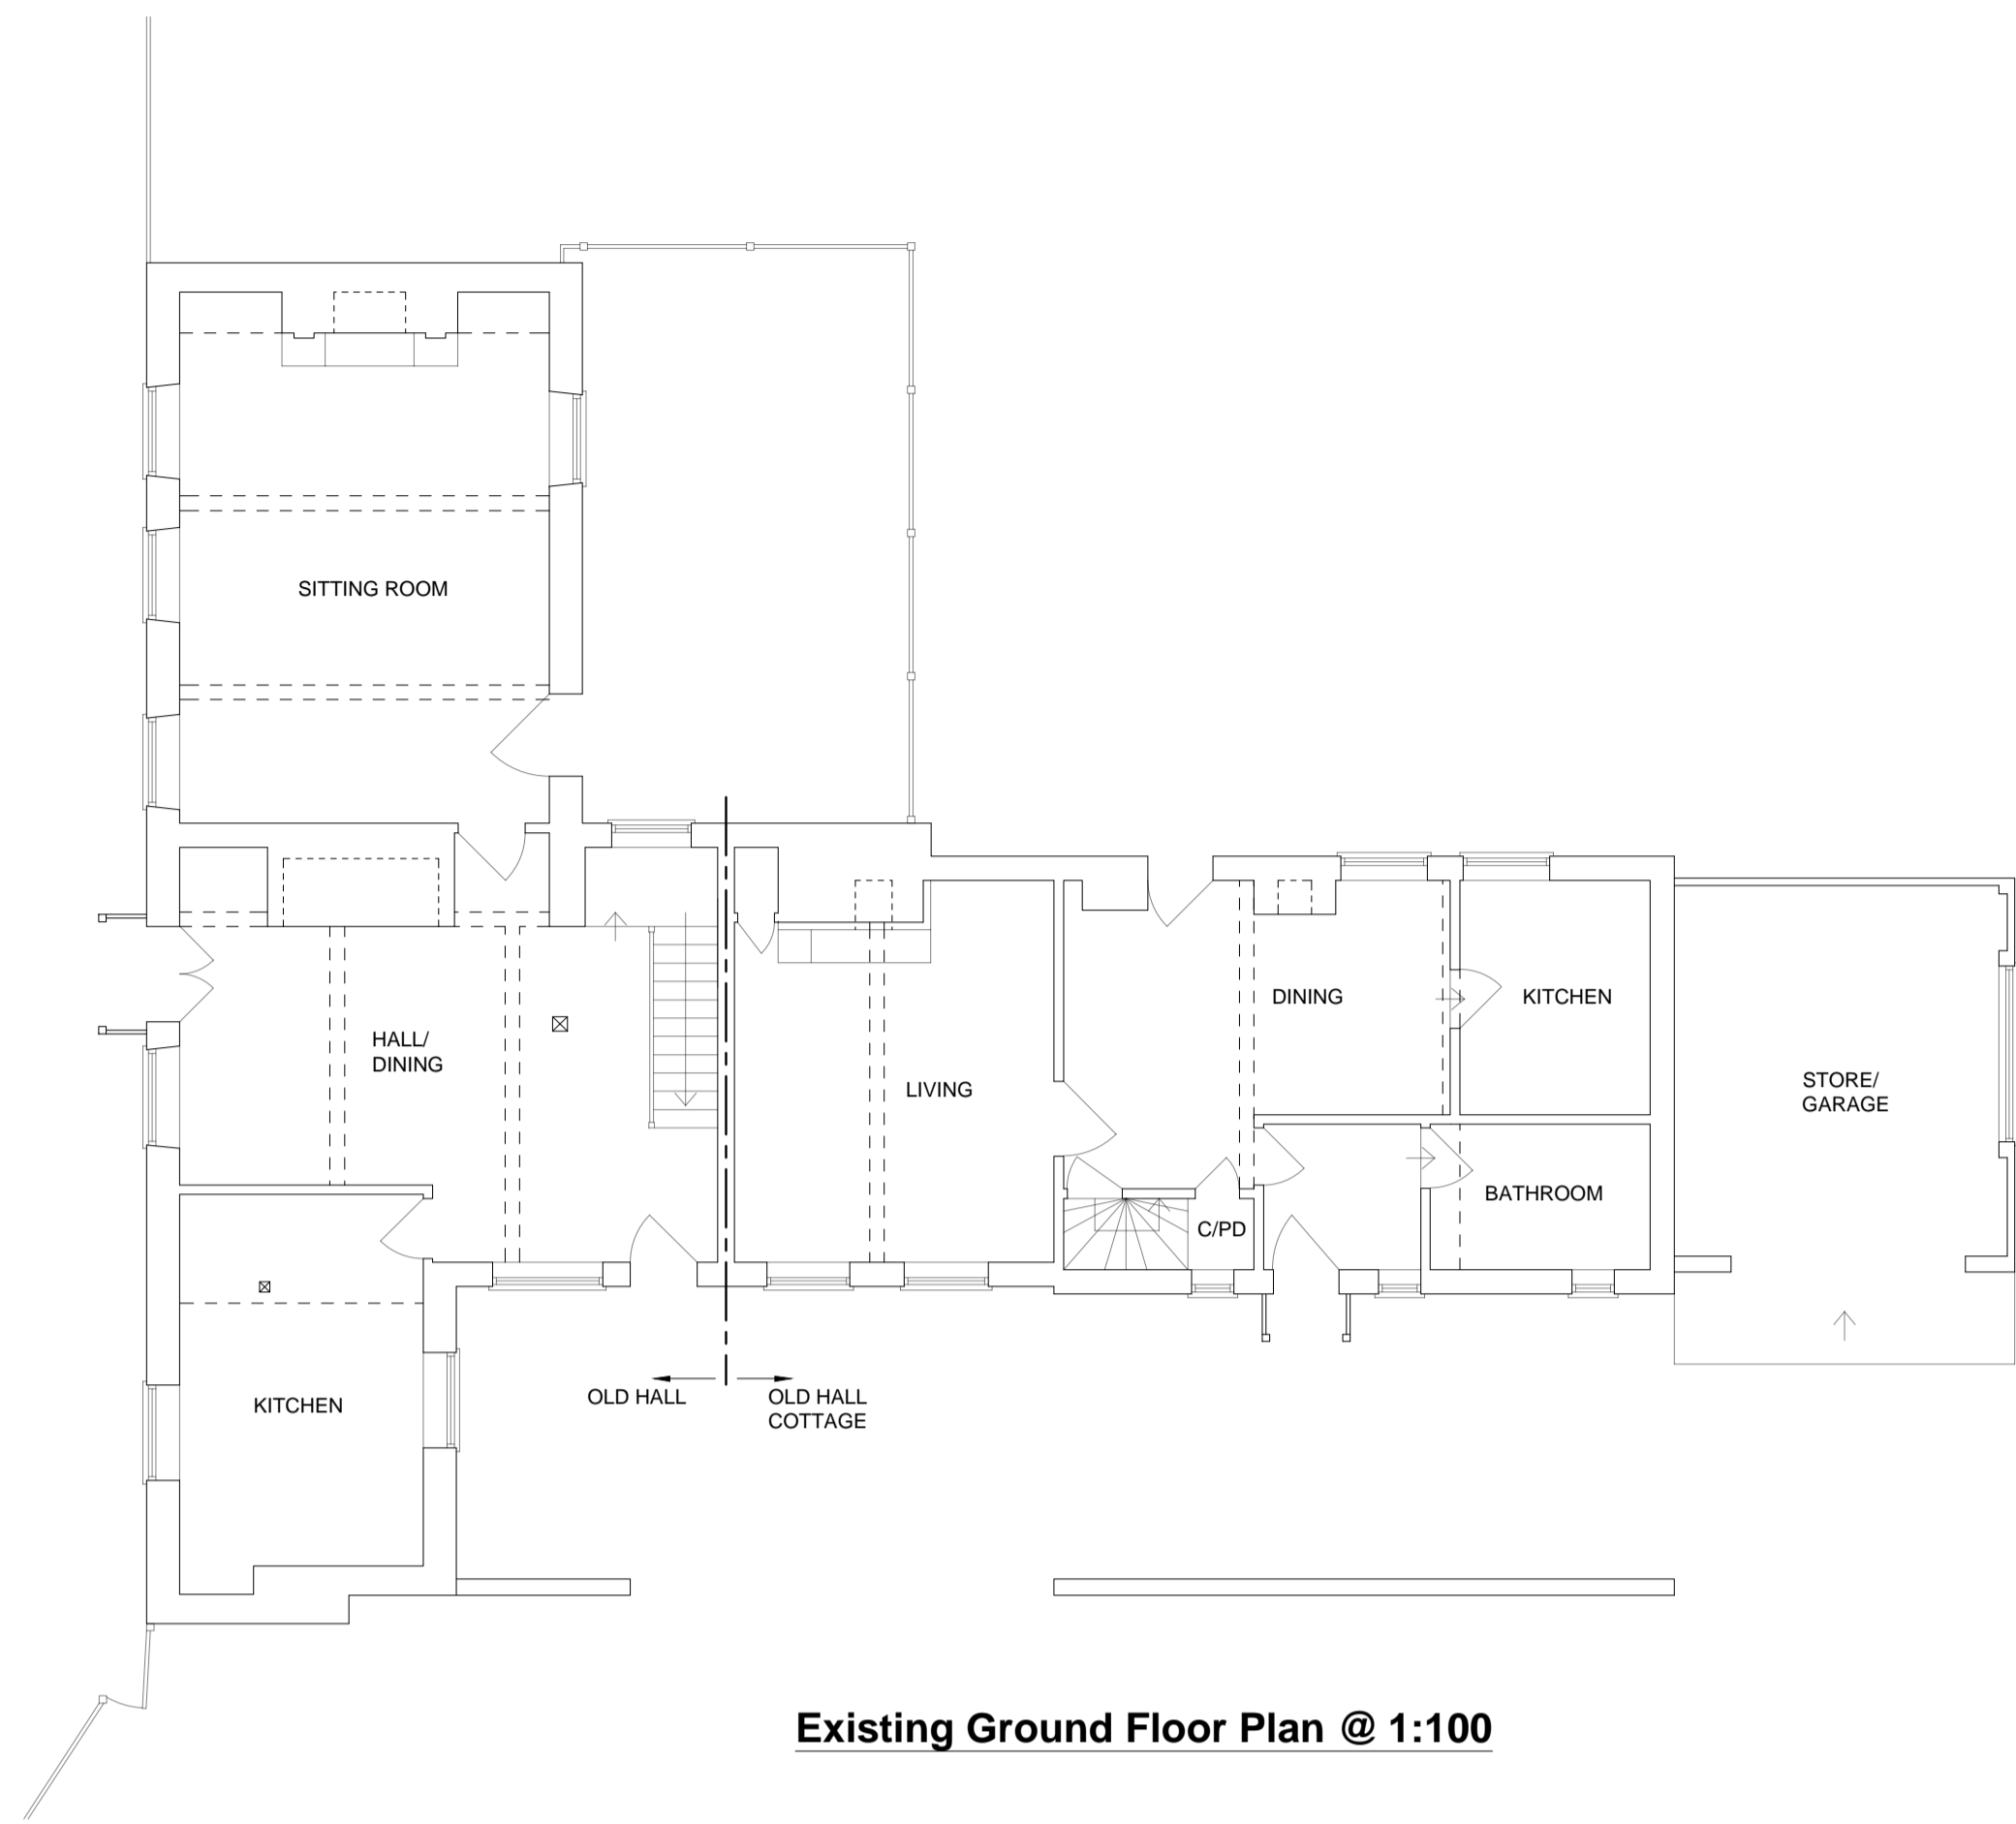 SITTING ROOM
HALL/
DINING
LIVING
DINING
KITCHEN
STORE/
GARAGE
BATHROOM
C/PD
KITCHEN
OLD HALL
OLD HALL
COTTAGE
Existing Ground Floor Plan @ 1:100